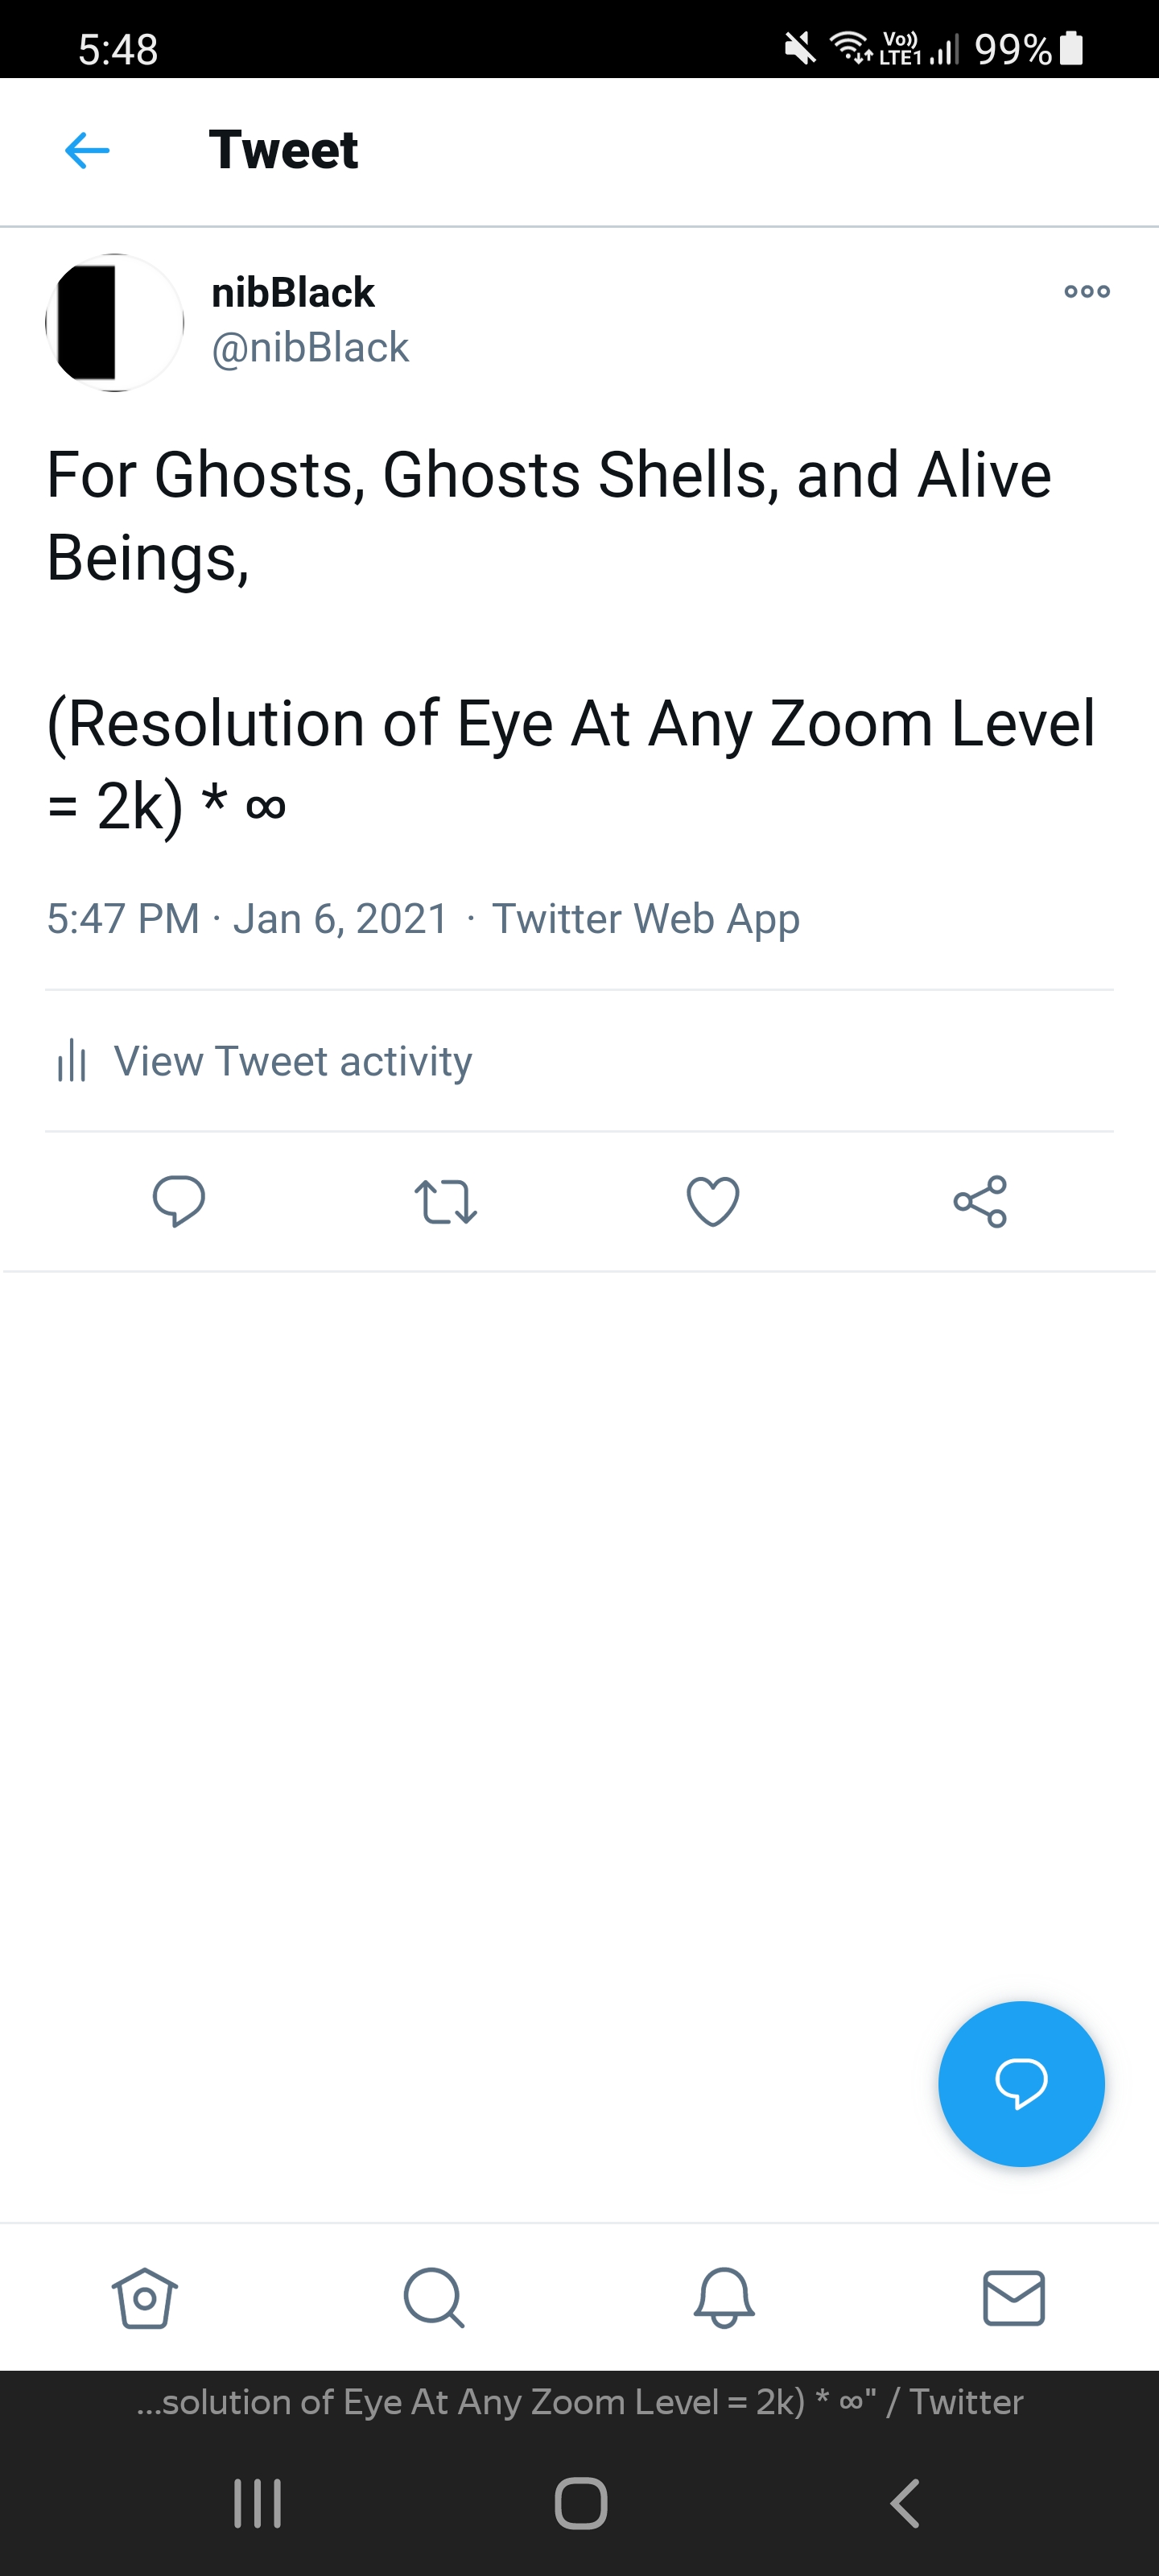 5:48
Vo)) LTE1 99%
Tweet
nibBlack
@nibBlack
For Ghosts, Ghosts Shells, and Alive
Beings,
(Resolution of Eye At Any Zoom Level
= 2k) * ∞
5:47 PM · Jan 6, 2021 · Twitter Web App
View Tweet activity
...solution of Eye At Any Zoom Level = 2k) * ∞" / Twitter